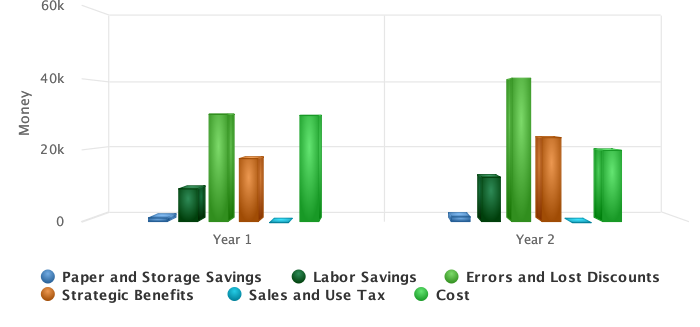 60k
40k
20k
0
Money
Year 1 Year 2
Paper and Storage Savings Labor Savings Errors and Lost Discounts
Strategic Benefits Sales and Use Tax Cost